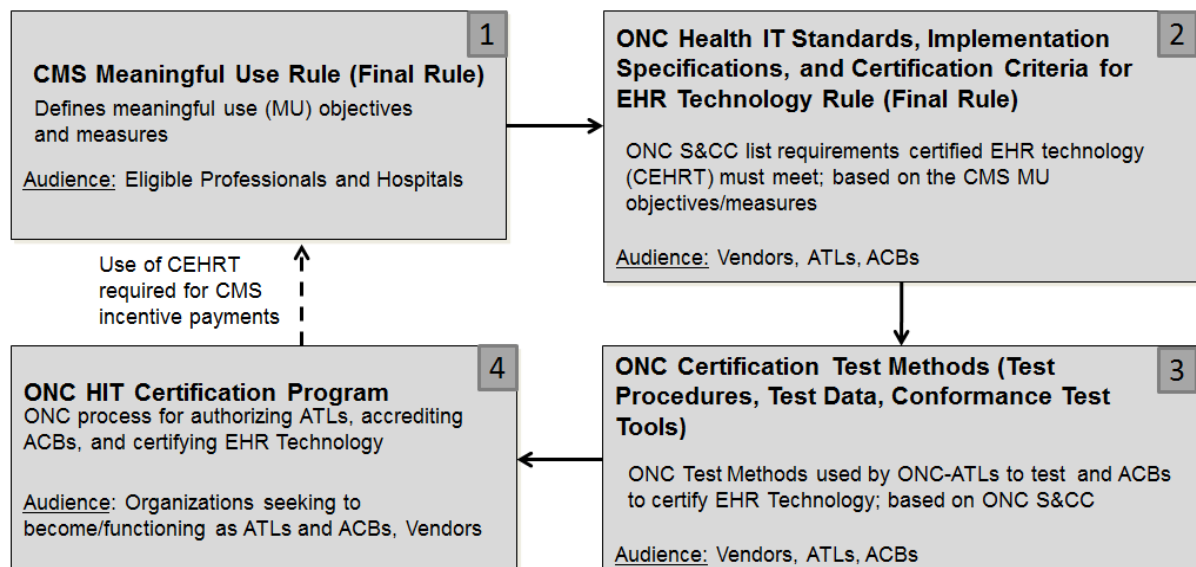 1
CMS Meaningful Use Rule (Final Rule)
Defines meaningful use (MU) objectives
and measures
Audience: Eligible Professionals and Hospitals
2
ONC Health IT Standards, Implementation
Specifications, and Certification Criteria for
EHR Technology Rule (Final Rule)
ONC S&CC list requirements certified EHR technology
(CEHRT) must meet; based on the CMS MU
objectives/measures
Audience: Vendors, ATLs, ACBs
Use of CEHRT
required for CMS
incentive payments
4
ONC HIT Certification Program
ONC process for authorizing ATLs, accrediting
ACBs, and certifying EHR Technology
Audience: Organizations seeking to
become/functioning as ATLs and ACBs, Vendors
3
ONC Certification Test Methods (Test
Procedures, Test Data, Conformance Test
Tools)
ONC Test Methods used by ONC-ATLs to test and ACBs
to certify EHR Technology; based on ONC S&CC
Audience: Vendors, ATLs, ACBs